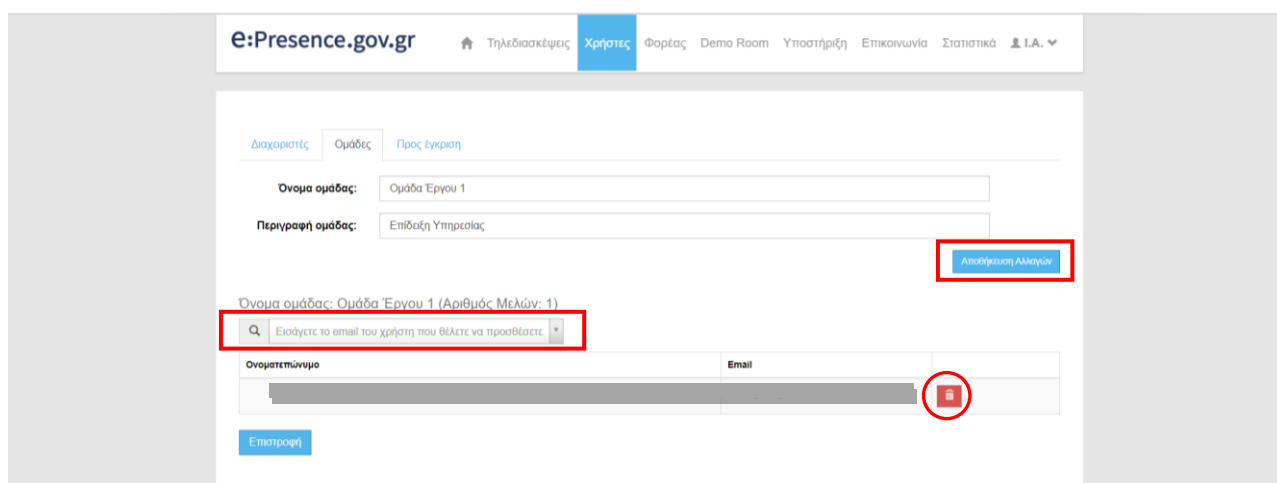 e:Presence.gov.gr Τηλεδιασκέψεις Χρήστες Φορέας Demo Room Υποστήριξη Επικοινωνία Στατιστικά I.A.
Διαχειριστές Ομάδες Προς έγκριση
Όνομα ομάδας: Ομάδα Έργου 1
Περιγραφή ομάδας: Επίδειξη Υπηρεσίας
Αποθήκευση Αλλαγών
Όνομα ομάδας: Ομάδα Έργου 1 (Αριθμός Μελών: 1)
Εισάγετε το email του χρήστη που θέλετε να προσθέσετε
Ονοματεπώνυμο Email
Επιστροφή